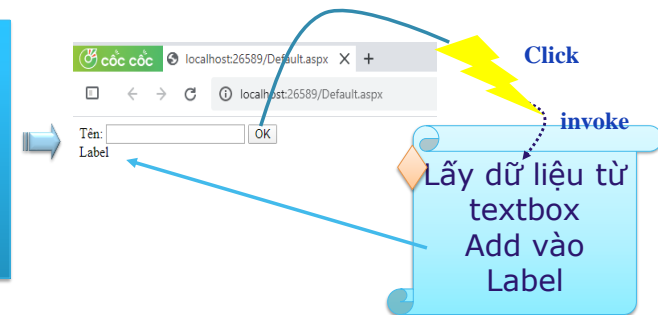 cốc cốc
localhost:26589/Default.aspx
localhost:26589/Default.aspx
Tên:
OK
Label
Click
invoke
Lấy dữ liệu từ
textbox
Add vào
Label